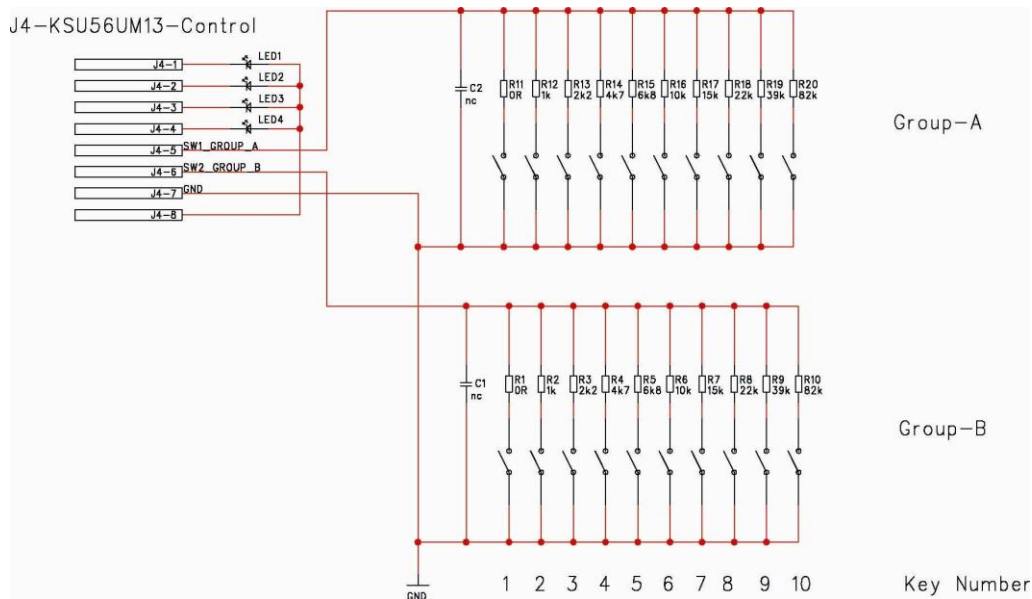 J4-KSU56UM13-Control
J4-1
LED1
J4-2
LED2
J4-3
LED3
J4-4
LED4
J4-5
SW1_GROUP_A
J4-6
SW2_GROUP_B
J4-7
GND
J4-8
C2
nc
R11
0R
R12
1k
R13
2k2
R14
4k7
R15
6k8
R16
10k
R17
15k
R18
22k
R19
39k
R20
82k
Group-A
C1
nc
R1
0R
R2
1k
R3
2k2
R4
4k7
R5
6k8
R6
10k
R7
15k
R8
22k
R9
39k
R10
82k
Group-B
GND
1 2 3 4 5 6 7 8 9 10 Key Number